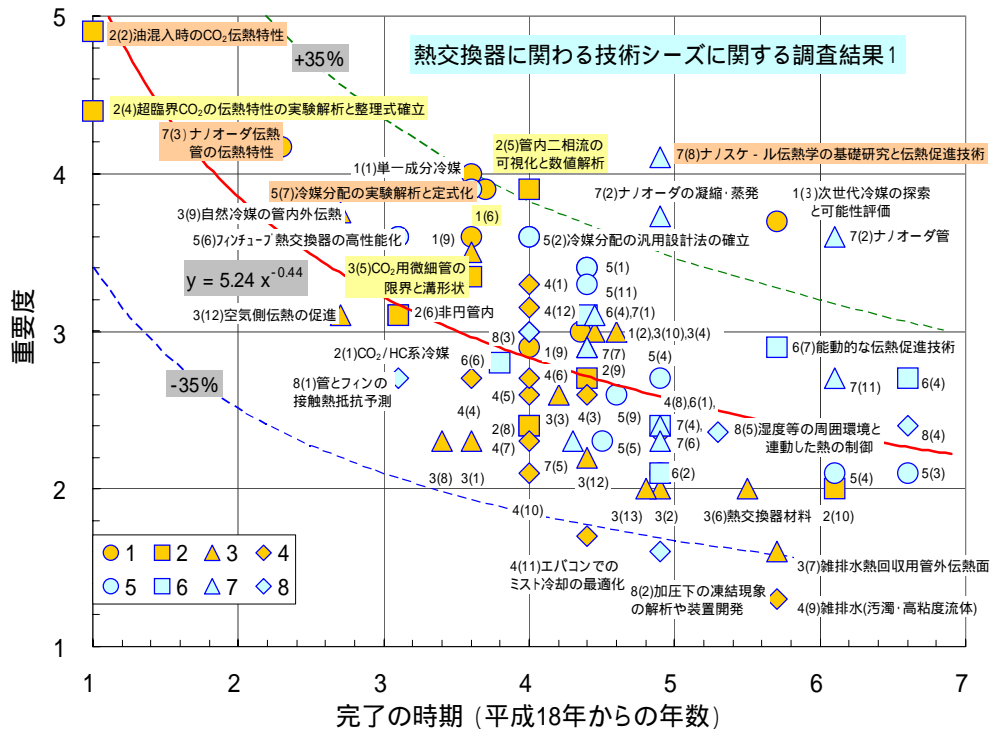 熱交換器に関わる技術シーズに関する調査結果1
重要度
5
4
3
2
1
+35%
-35%
y = 5.24 x-0.44
2(2)油混入時のCO2伝熱特性
2(4)超臨界CO2の伝熱特性の実験解析と整理式確立
7(3)ナノオーダ伝熱
管の伝熱特性
1(1)単一成分冷媒
2(5)管内二相流の
可視化と数値解析
7(8)ナノスケ-ル伝熱学の基礎研究と伝熱促進技術
5(7)冷媒分配の実験解析と定式化
7(2)ナノオーダの凝縮・蒸発
1(3)次世代冷媒の探索
と可能性評価
3(9)自然冷媒の管内外伝熱
1(6)
5(6)フィンチューブ熱交換器の高性能化
1(9)
5(2)冷媒分配の汎用設計法の確立
7(2)ナノオーダ管
3(5)CO2用微細管の
限界と溝形状
4(1)
5(1)
5(11)
3(12)空気側伝熱の促進
2(6)非円管内
4(12)
6(4),7(1)
8(3)
1(2),3(10),3(4)
2(1)CO2/HC系冷媒
6(6)
1(9)
7(7)
5(4)
6(7)能動的な伝熱促進技術
8(1)管とフィンの
接触熱抵抗予測
4(6)
2(9)
7(11)
6(4)
4(4)
4(5)
3(3)
4(3)
5(9)
4(8),6(1),
7(4),
7(6)
8(5)湿度等の周囲環境と
連動した熱の制御
8(4)
2(8)
4(7)
7(5)
5(5)
3(8)
3(1)
3(12)
6(2)
5(4)
5(3)
4(10)
3(13)
3(2)
3(6)熱交換器材料
2(10)
4(11)エバコンでの
ミスト冷却の最適化
8(2)加圧下の凍結現象
の解析や装置開発
3(7)雑排水熱回収用管外伝熱面
4(9)雑排水(汚濁・高粘度流体)
1 2 3 4
5 6 7 8
1 2 3 4 5 6 7
完了の時期 (平成18年からの年数)